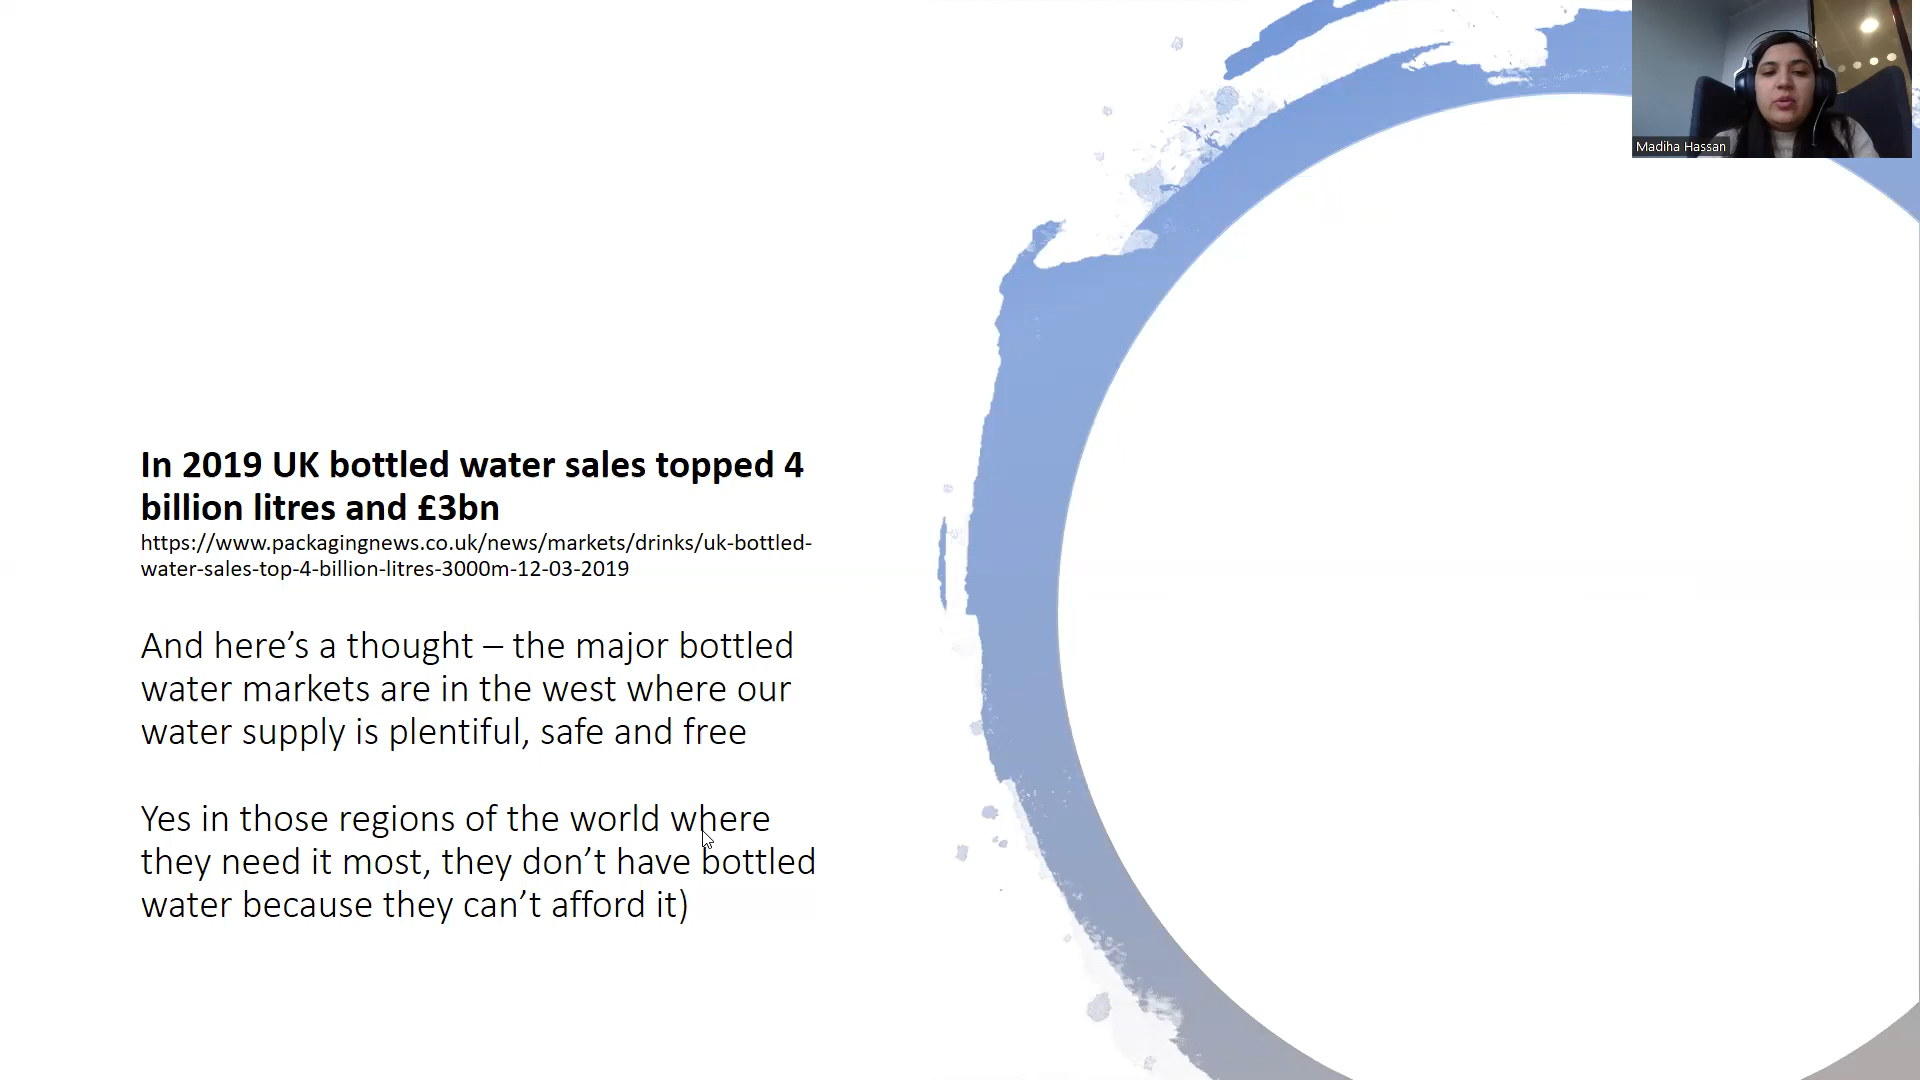 Madiha Hassan
In 2019 UK bottled water sales topped 4
billion litres and £3bn
https://www.packagingnews.co.uk/news/markets/drinks/uk-bottled-
water-sales-top-4-billion-litres-3000m-12-03-2019
And here’s a thought – the major bottled
water markets are in the west where our
water supply is plentiful, safe and free
Yes in those regions of the world where
they need it most, they don’t have bottled
water because they can’t afford it)